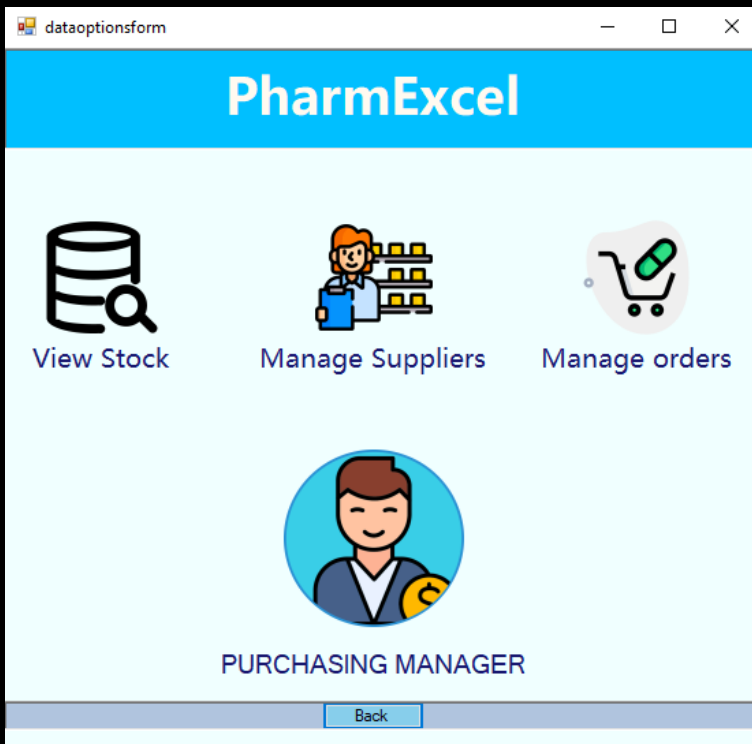 dataoptionsform
PharmExcel
View Stock
Manage Suppliers
Manage orders
PURCHASING MANAGER
Back